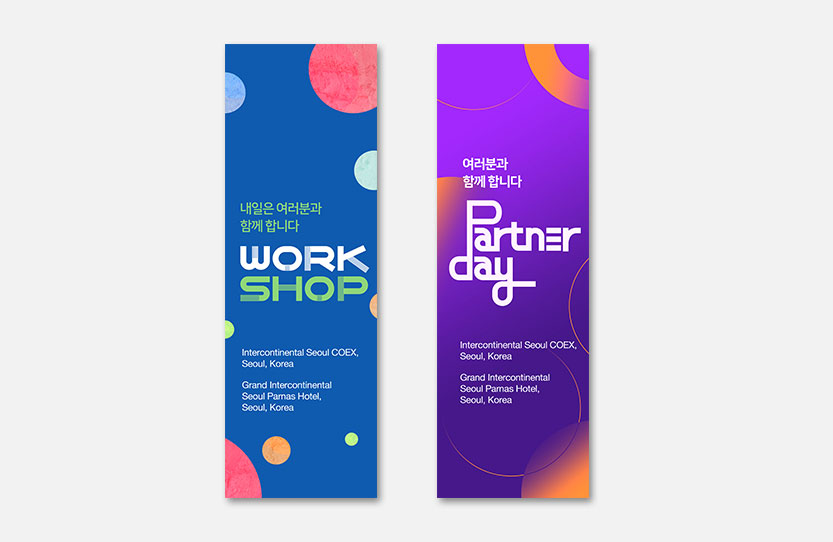 내일은 여러분과
함께 합니다
WORK
SHOP
Intercontinental Seoul COEX,
Seoul, Korea
Grand Intercontinental
Seoul Parnas Hotel,
Seoul, Korea
여러분과
함께 합니다
Partner
day
Intercontinental Seoul COEX,
Seoul, Korea
Grand Intercontinental
Seoul Parnas Hotel,
Seoul, Korea